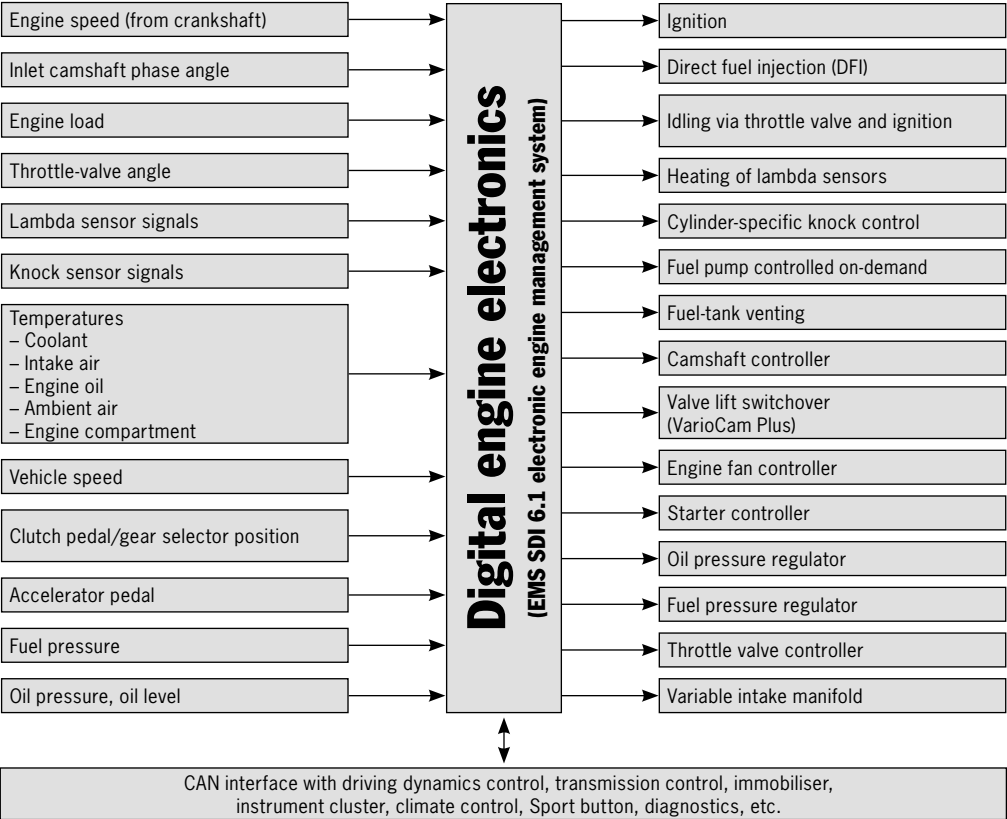 Engine speed (from crankshaft)
Inlet camshaft phase angle
Engine load
Throttle-valve angle
Lambda sensor signals
Knock sensor signals
Temperatures
– Coolant
– Intake air
– Engine oil
– Ambient air
– Engine compartment
Vehicle speed
Clutch pedal/gear selector position
Accelerator pedal
Fuel pressure
Oil pressure, oil level
Digital engine electronics
(EMS SDI 6.1 electronic engine management system)
Ignition
Direct fuel injection (DFI)
Idling via throttle valve and ignition
Heating of lambda sensors
Cylinder-specific knock control
Fuel pump controlled on-demand
Fuel-tank venting
Camshaft controller
Valve lift switchover
(VarioCam Plus)
Engine fan controller
Starter controller
Oil pressure regulator
Fuel pressure regulator
Throttle valve controller
Variable intake manifold
CAN interface with driving dynamics control, transmission control, immobiliser,
instrument cluster, climate control, Sport button, diagnostics, etc.